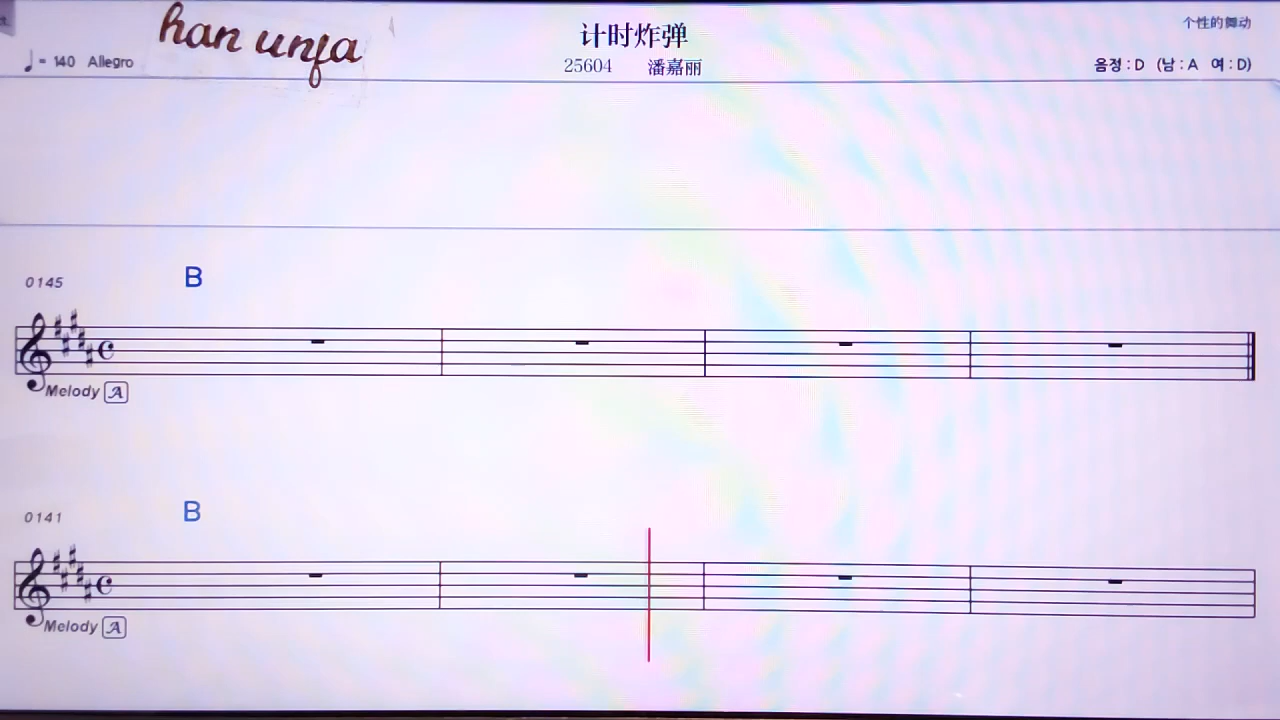 han unfa
计时炸弹
个性的舞动
♩= 140 Allegro
25604 潘嘉丽
음정 : D (남 : A 여 : D)
0145
B
Melody A
0141
B
Melody A